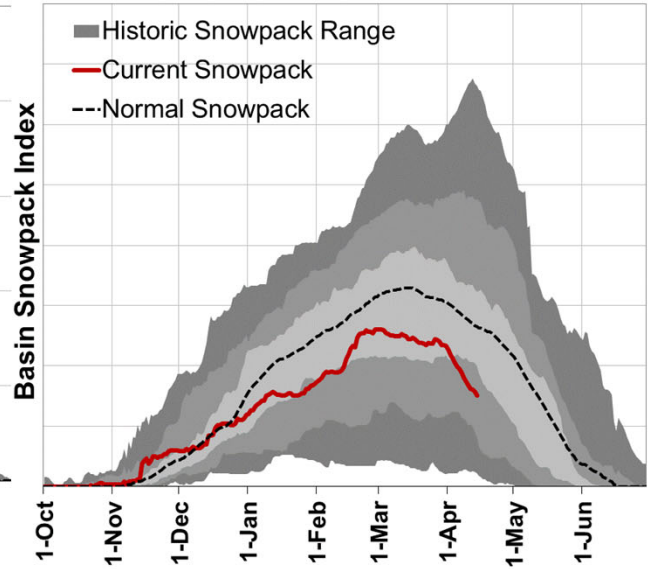 Historic Snowpack Range
Current Snowpack
Normal Snowpack
Basin Snowpack Index
1-Oct
1-Nov
1-Dec
1-Jan
1-Feb
1-Mar
1-Apr
1-May
1-Jun